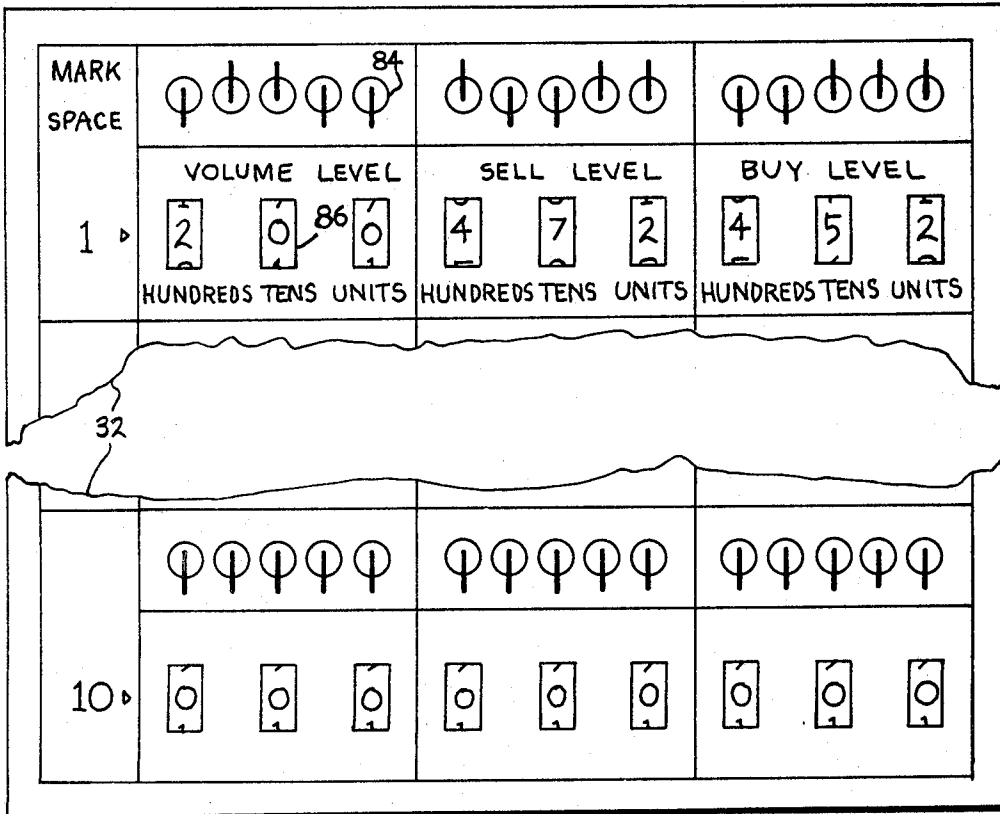 MARK
SPACE
84
VOLUME LEVEL SELL LEVEL BUY LEVEL
1 2 0 86 0 4 7 2 4 5 2
HUNDREDS TENS UNITS HUNDREDS TENS UNITS HUNDREDS TENS UNITS
32
10 0 0 0 0 0 0 0 0 0